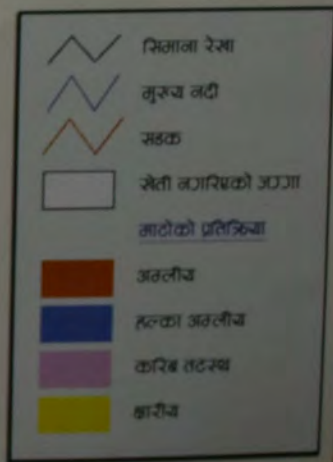 सिमाना रेखा
मुख्य नदी
सडक
खेती नगरिएको जग्गा
माटोको प्रतिक्रिया
अम्लीय
हल्का अम्लीय
करिब तटस्थ
क्षारीय